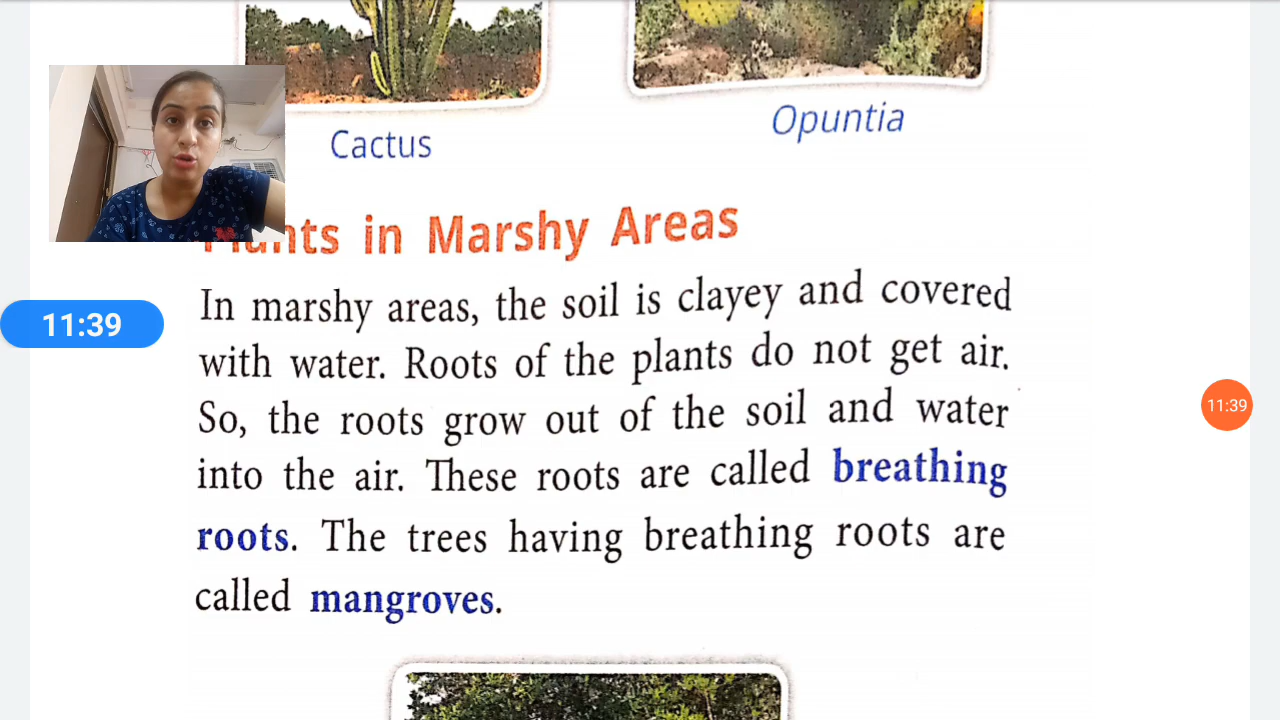 Cactus
Opuntia
Plants in Marshy Areas
In marshy areas, the soil is clayey and covered
11:39
with water. Roots of the plants do not get air.
So, the roots grow out of the soil and water
11:39
into the air. These roots are called breathing
roots. The trees having breathing roots are
called mangroves.